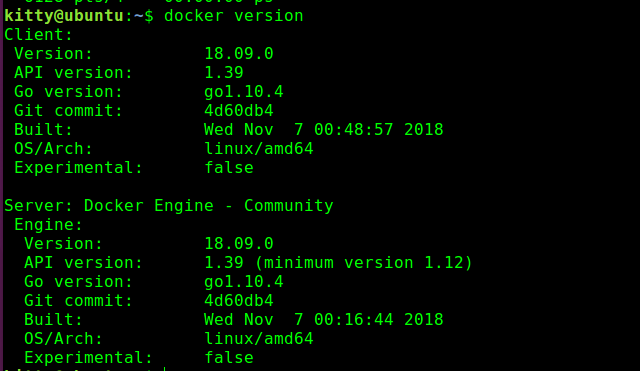 kitty@ubuntu:~$ docker version
Client:
 Version:           18.09.0
 API version:       1.39
 Go version:        go1.10.4
 Git commit:        4d60db4
 Built:             Wed Nov  7 00:48:57 2018
 OS/Arch:           linux/amd64
 Experimental:      false

Server: Docker Engine - Community
 Engine:
  Version:          18.09.0
  API version:      1.39 (minimum version 1.12)
  Go version:       go1.10.4
  Git commit:       4d60db4
  Built:            Wed Nov  7 00:16:44 2018
  OS/Arch:          linux/amd64
  Experimental:     false